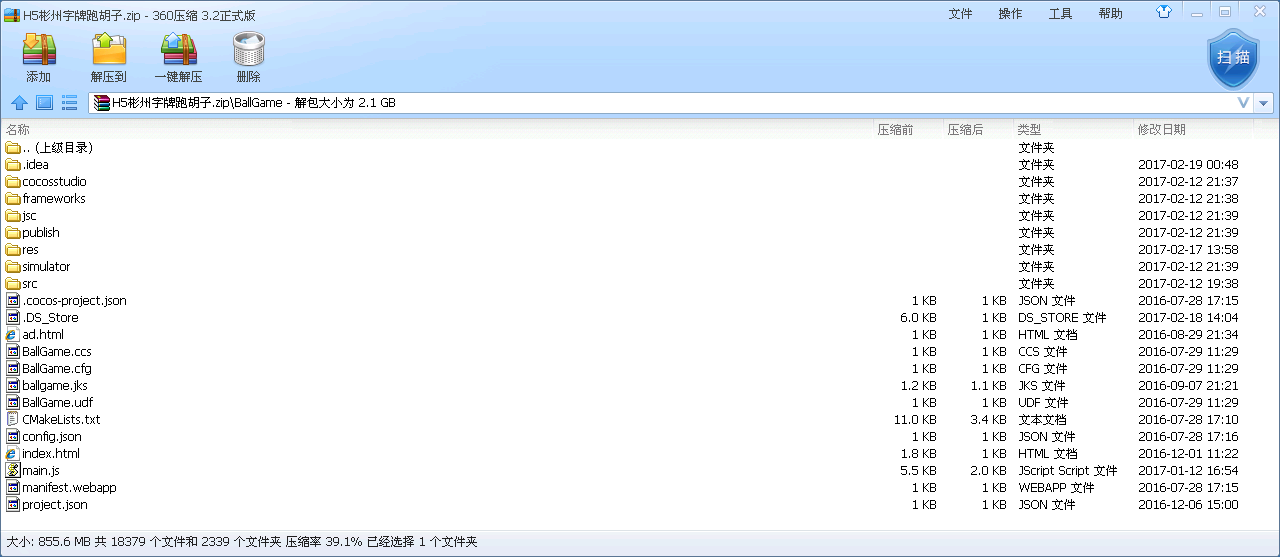 H5彬州字牌跑胡子.zip - 360压缩 3.2正式版
文件 操作 工具 帮助
添加 解压到 一键解压 删除
扫描
H5彬州字牌跑胡子.zip\BallGame - 解包大小为 2.1 GB
名称 压缩前 压缩后 类型 修改日期
.. (上级目录) 文件夹
.idea 文件夹 2017-02-19 00:48
cocosstudio 文件夹 2017-02-12 21:37
frameworks 文件夹 2017-02-12 21:38
jsc 文件夹 2017-02-12 21:39
publish 文件夹 2017-02-12 21:39
res 文件夹 2017-02-17 13:58
simulator 文件夹 2017-02-12 21:39
src 文件夹 2017-02-12 19:38
.cocos-project.json 1 KB 1 KB JSON 文件 2016-07-28 17:15
.DS_Store 6.0 KB 1 KB DS_STORE 文件 2017-02-18 14:04
ad.html 1 KB 1 KB HTML 文档 2016-08-29 21:34
BallGame.ccs 1 KB 1 KB CCS 文件 2016-07-29 11:29
BallGame.cfg 1 KB 1 KB CFG 文件 2016-07-29 11:29
ballgame.jks 1.2 KB 1.1 KB JKS 文件 2016-09-07 21:21
BallGame.udf 1 KB 1 KB UDF 文件 2016-07-29 11:29
CMakeLists.txt 11.0 KB 3.4 KB 文本文档 2016-07-28 17:10
config.json 1 KB 1 KB JSON 文件 2016-07-28 17:16
index.html 1.8 KB 1 KB HTML 文档 2016-12-01 11:22
main.js 5.5 KB 2.0 KB JScript Script 文件 2017-01-12 16:54
manifest.webapp 1 KB 1 KB WEBAPP 文件 2016-07-28 17:15
project.json 1 KB 1 KB JSON 文件 2016-12-06 15:00
大小: 855.6 MB 共 18379 个文件和 2339 个文件夹 压缩率 39.1% 已经选择 1 个文件夹